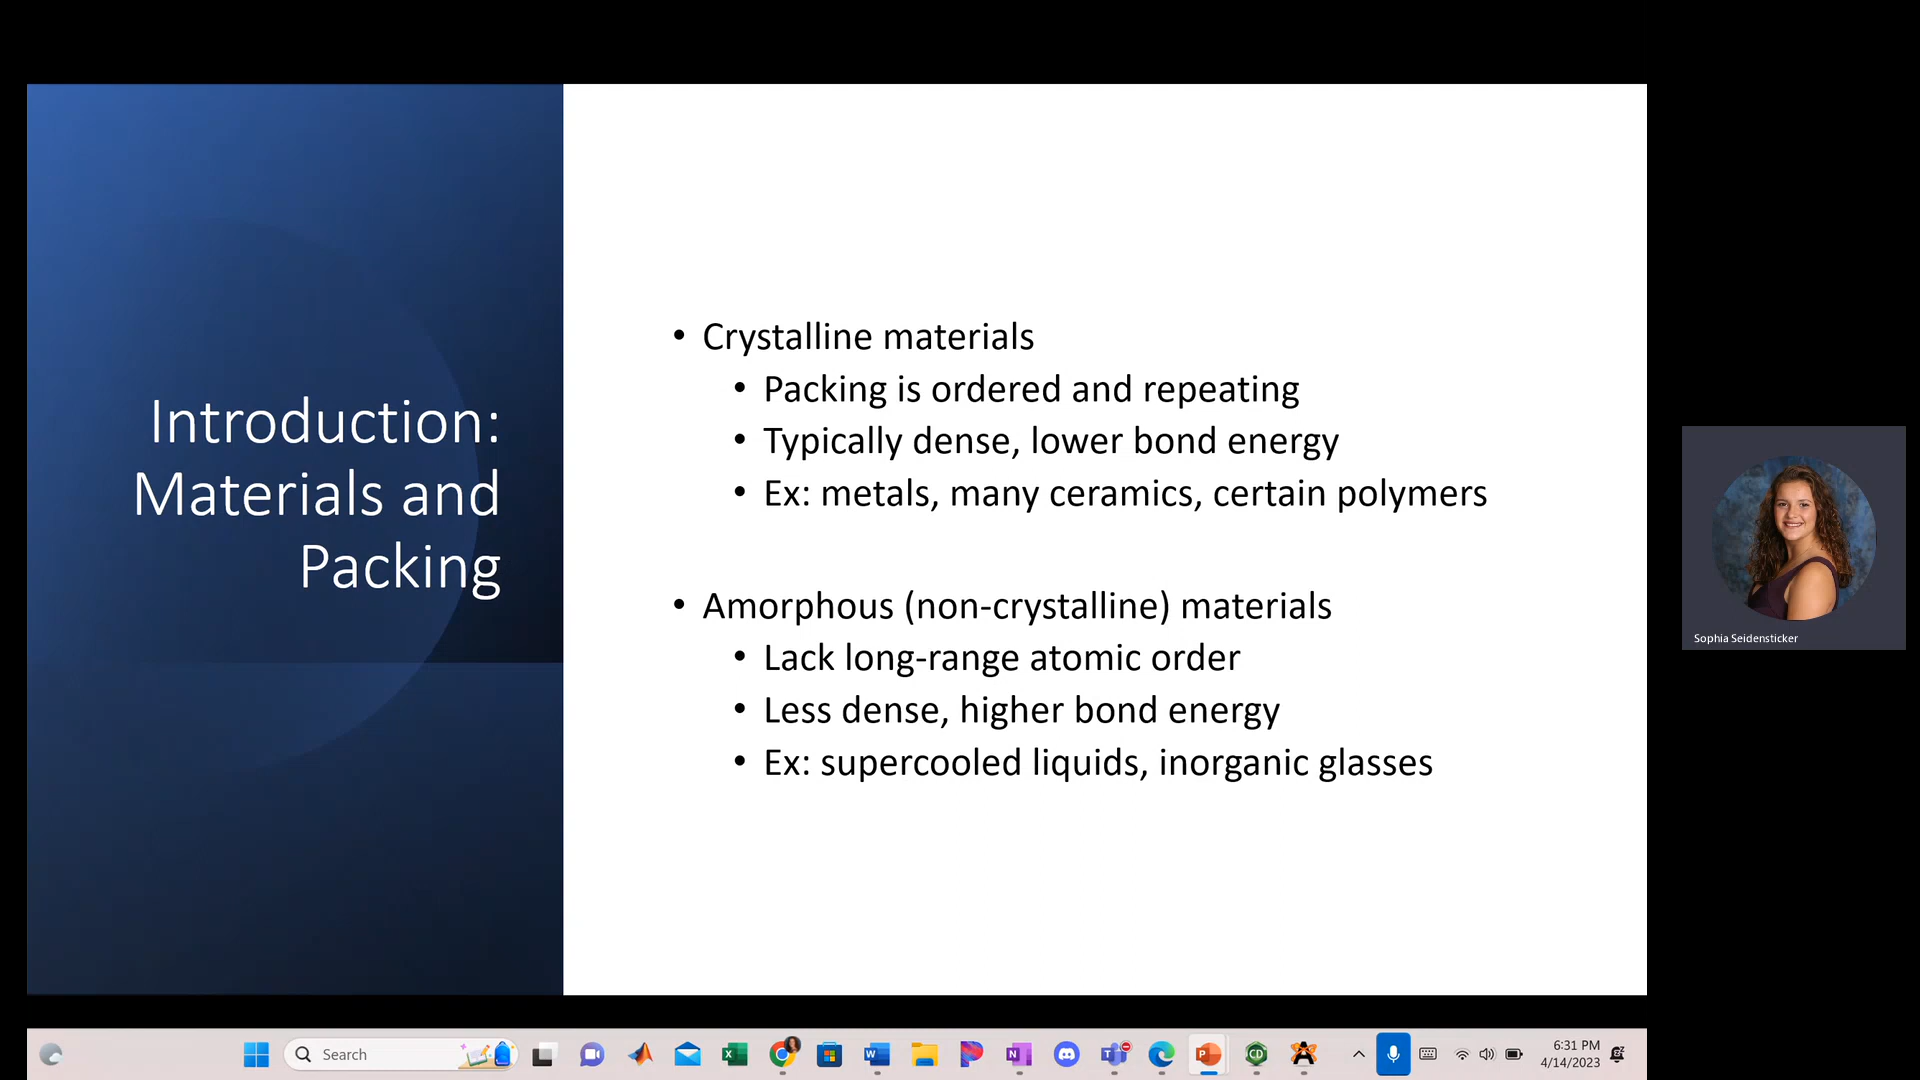 Introduction:
Materials and
Packing
• Crystalline materials
• Packing is ordered and repeating
• Typically dense, lower bond energy
• Ex: metals, many ceramics, certain polymers
• Amorphous (non-crystalline) materials
• Lack long-range atomic order
• Less dense, higher bond energy
• Ex: supercooled liquids, inorganic glasses
Sophia Seidensticker
Search
6:31 PM
4/14/2023